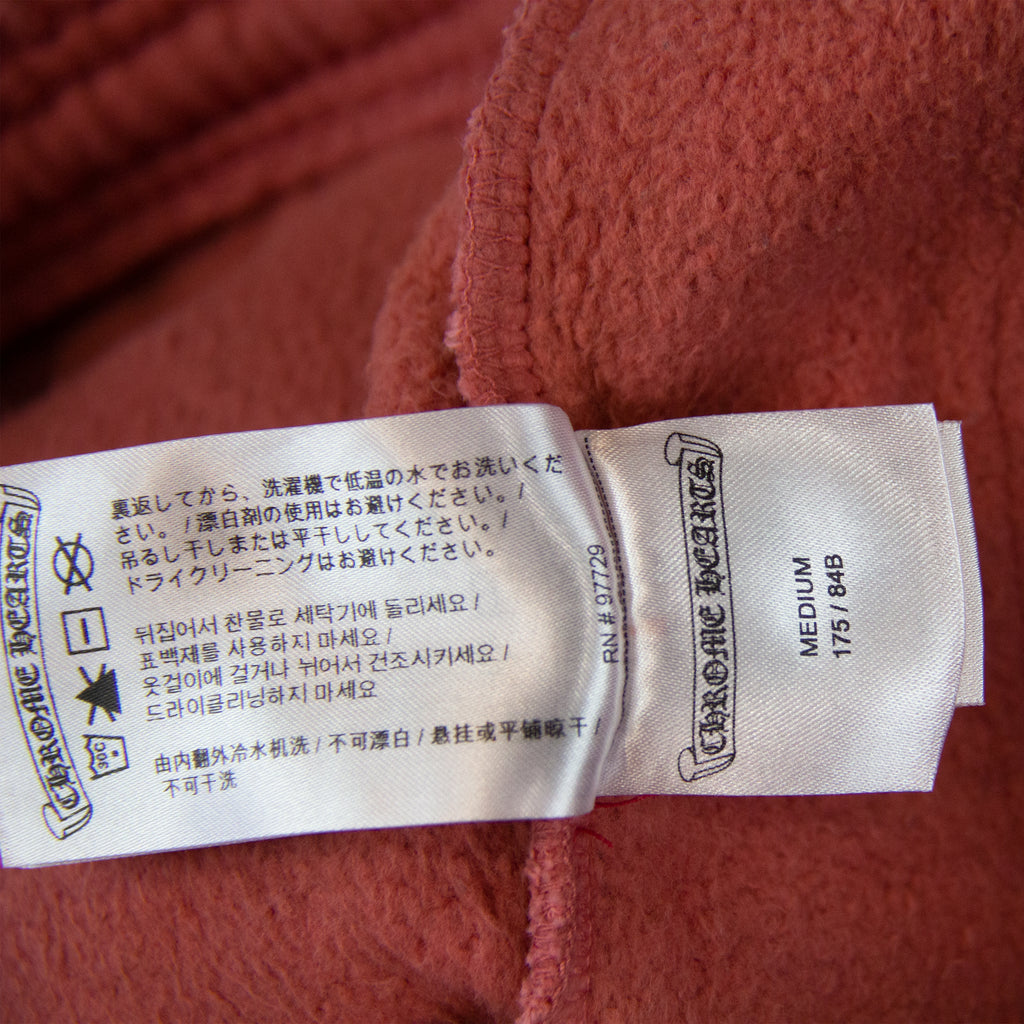 CHROME HEARTS
裏返してから、洗濯機で低温の水でお洗いくだ
さい。/ 漂白剤の使用はお避けください。/
吊るし干しまたは平干ししてください。/
ドライクリーニングはお避けください。
뒤집어서 찬물로 세탁기에 돌리세요 /
표백제를 사용하지 마세요 /
옷걸이에 걸거나 뉘어서 건조시키세요 /
드라이클리닝하지 마세요
由内翻外冷水机洗 / 不可漂白 / 悬挂或平铺晾干 /
不可干洗
30C
RN # 97729
CHROME HEARTS
MEDIUM
175 / 84B